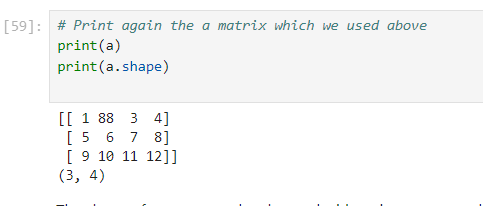 [59]: # Print again the a matrix which we used above
print(a)
print(a.shape)
[[ 1 88  3  4]
 [ 5  6  7  8]
 [ 9 10 11 12]]
(3, 4)